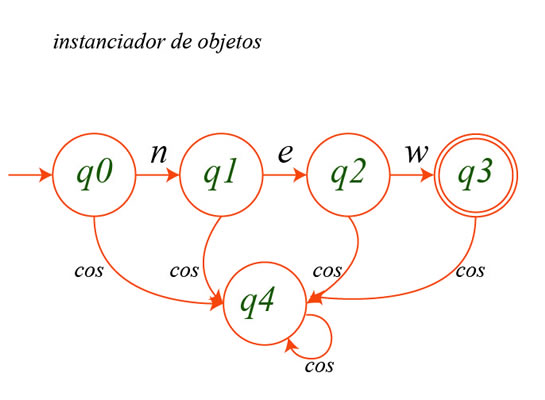 instanciador de objetos
n e w
q0 q1 q2 q3
cos cos cos cos
q4
cos